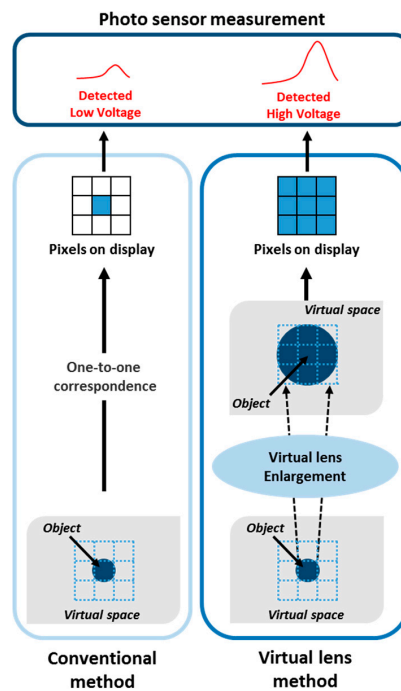 Photo sensor measurement
Detected
Low Voltage
Detected
High Voltage
Pixels on display
Pixels on display
Virtual space
Object
One-to-one
correspondence
Virtual lens
Enlargement
Object
Virtual space
Object
Virtual space
Conventional
method
Virtual lens
method